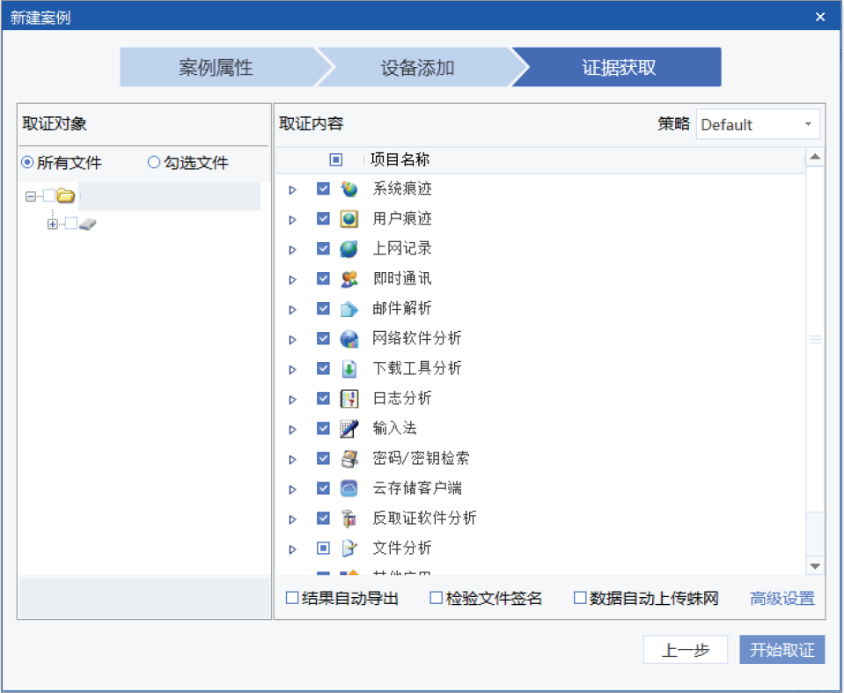 新建案例
案例属性
设备添加
证据获取
取证对象
所有文件
勾选文件
取证内容
策略 Default
项目名称
系统痕迹
用户痕迹
上网记录
即时通讯
邮件解析
网络软件分析
下载工具分析
日志分析
输入法
密码/密钥检索
云存储客户端
反取证软件分析
文件分析
结果自动导出
检验文件签名
数据自动上传蛛网
高级设置
上一步
开始取证